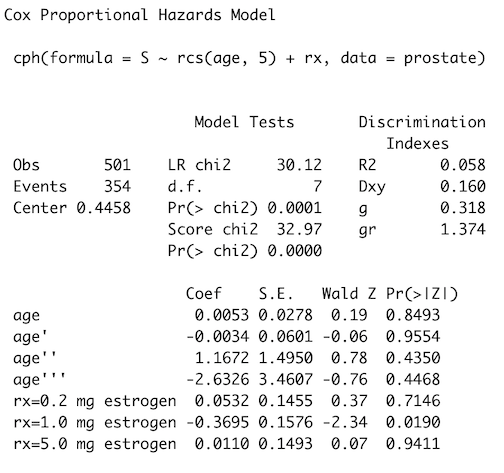 Cox Proportional Hazards Model
cph(formula = S ~ rcs(age, 5) + rx, data = prostate)
Model Tests Discrimination
Indexes
Obs 501 LR chi2 30.12 R2 0.058
Events 354 d.f. 7 Dxy 0.160
Center 0.4458 Pr(> chi2) 0.0001 g 0.318
Score chi2 32.97 gr 1.374
Pr(> chi2) 0.0000
Coef S.E. Wald Z Pr(>|Z|)
age 0.0053 0.0278 0.19 0.8493
age' -0.0034 0.0601 -0.06 0.9554
age'' 1.1672 1.4950 0.78 0.4350
age''' -2.6326 3.4607 -0.76 0.4468
rx=0.2 mg estrogen 0.0532 0.1455 0.37 0.7146
rx=1.0 mg estrogen -0.3695 0.1576 -2.34 0.0190
rx=5.0 mg estrogen 0.0110 0.1493 0.07 0.9411